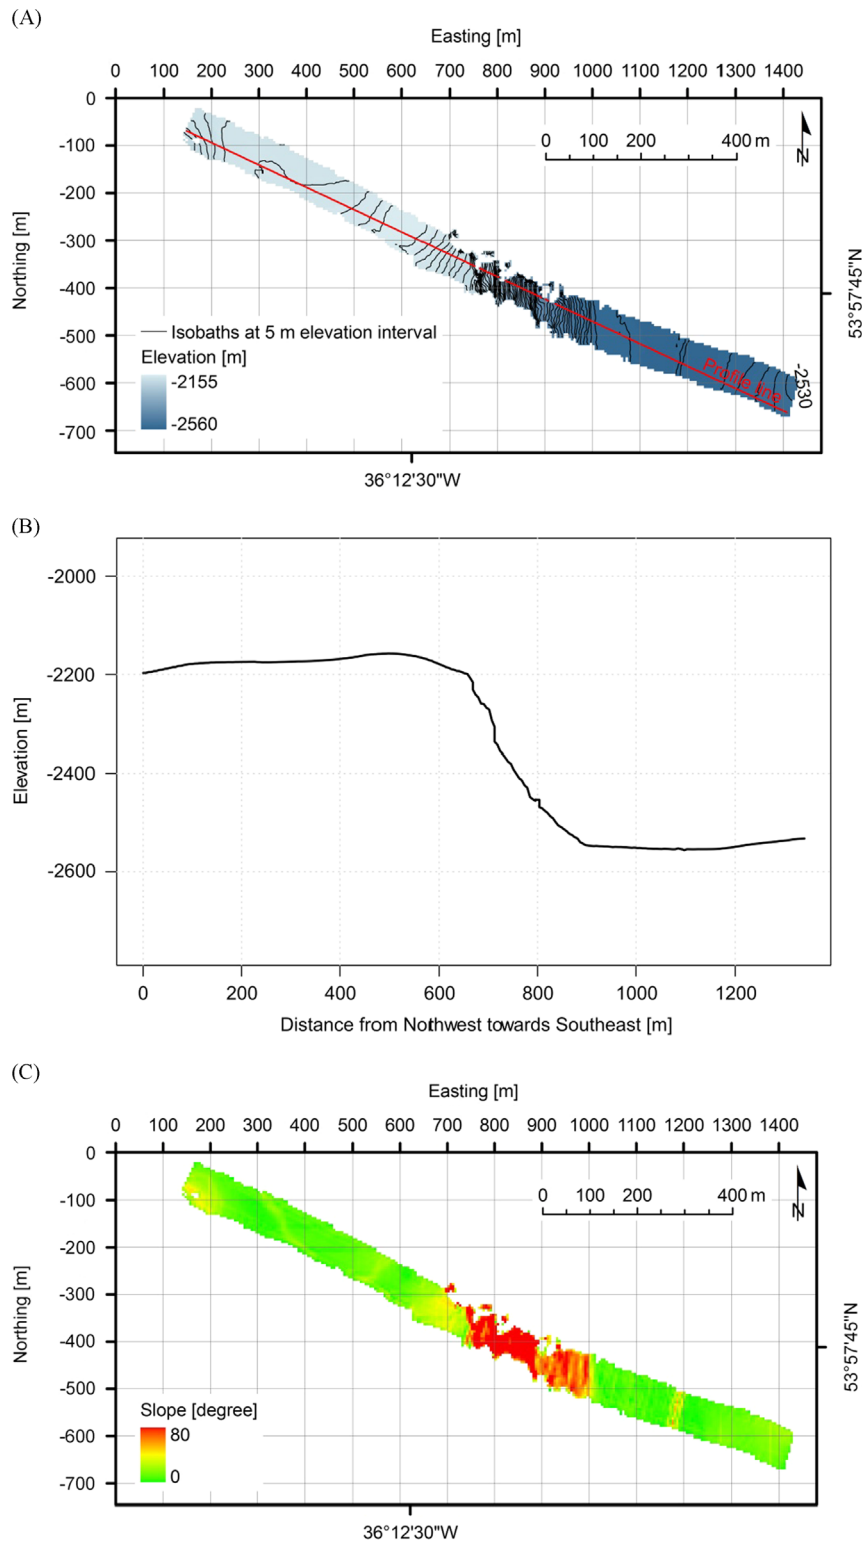 (A)
Easting [m]
0 100 200 300 400 500 600 700 800 900 1000 1100 1200 1300 1400
0
-100
-200
-300
-400
-500
-600
-700
Northing [m]
0 100 200 400 m
N
53°57'45"N
Isobaths at 5 m elevation interval
Elevation [m]
-2155
-2560
Profile line
-2530
36°12'30"W
(B)
-2000
-2200
-2400
-2600
Elevation [m]
0 200 400 600 800 1000 1200
Distance from Northwest towards Southeast [m]
(C)
Easting [m]
0 100 200 300 400 500 600 700 800 900 1000 1100 1200 1300 1400
0
-100
-200
-300
-400
-500
-600
-700
Northing [m]
0 100 200 400 m
N
53°57'45"N
Slope [degree]
80
0
36°12'30"W